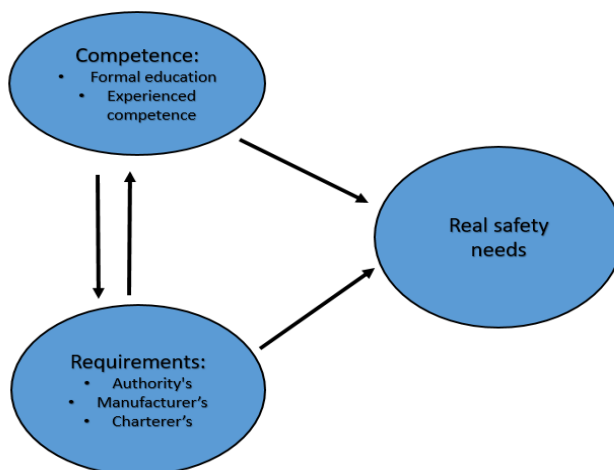 Competence:
• Formal education
• Experienced
competence
Real safety
needs
Requirements:
• Authority's
• Manufacturer’s
• Charterer’s